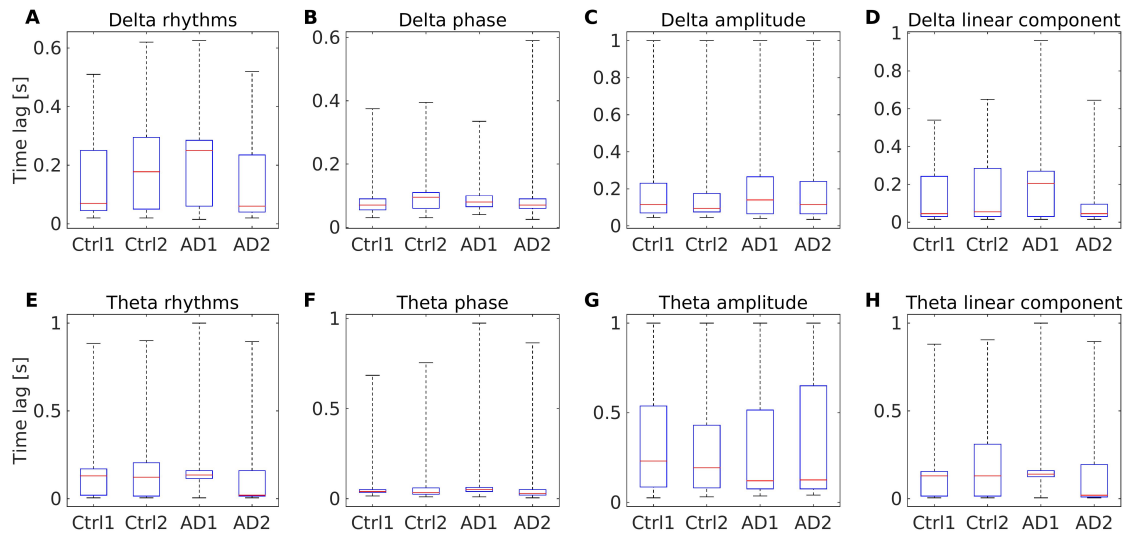 A Delta rhythms
B Delta phase
C Delta amplitude
D Delta linear component
Time lag [s]
0.6
0.4
0.2
0
0.6
0.4
0.2
0
1
0.8
0.6
0.4
0.2
0
1
0.8
0.6
0.4
0.2
0
Ctrl1 Ctrl2 AD1 AD2
Ctrl1 Ctrl2 AD1 AD2
Ctrl1 Ctrl2 AD1 AD2
Ctrl1 Ctrl2 AD1 AD2
E Theta rhythms
F Theta phase
G Theta amplitude
H Theta linear component
Time lag [s]
1
0.5
0
1
0.5
0
1
0.5
0
1
0.5
0
Ctrl1 Ctrl2 AD1 AD2
Ctrl1 Ctrl2 AD1 AD2
Ctrl1 Ctrl2 AD1 AD2
Ctrl1 Ctrl2 AD1 AD2